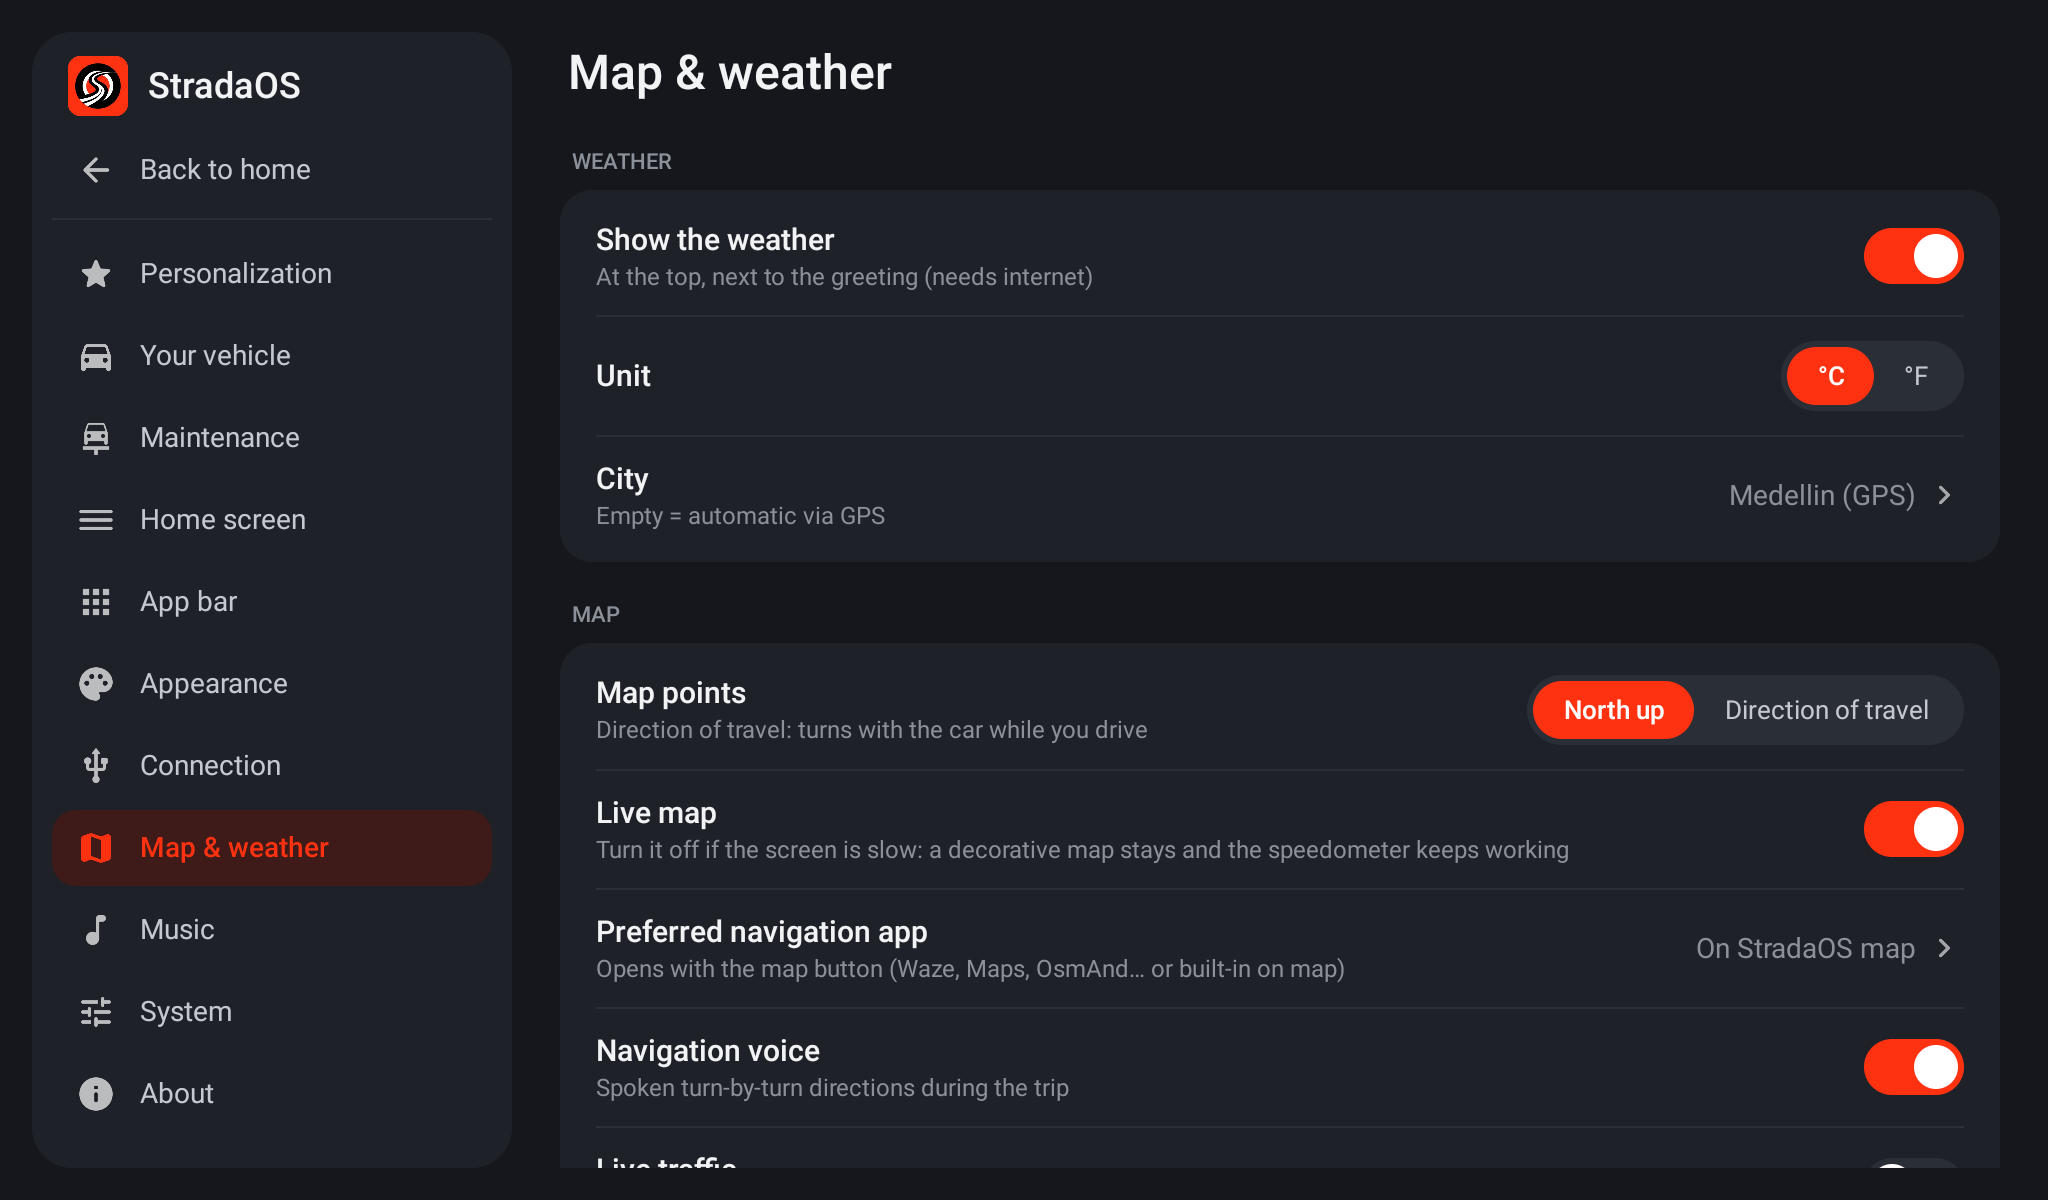 StradaOS
Back to home
Personalization
Your vehicle
Maintenance
Home screen
App bar
Appearance
Connection
Map & weather
Music
System
About
Map & weather
WEATHER
Show the weather
At the top, next to the greeting (needs internet)
Unit
°C °F
City
Empty = automatic via GPS
Medellin (GPS)
MAP
Map points
Direction of travel: turns with the car while you drive
North up Direction of travel
Live map
Turn it off if the screen is slow: a decorative map stays and the speedometer keeps working
Preferred navigation app
Opens with the map button (Waze, Maps, OsmAnd... or built-in on map)
On StradaOS map
Navigation voice
Spoken turn-by-turn directions during the trip
Live traffic